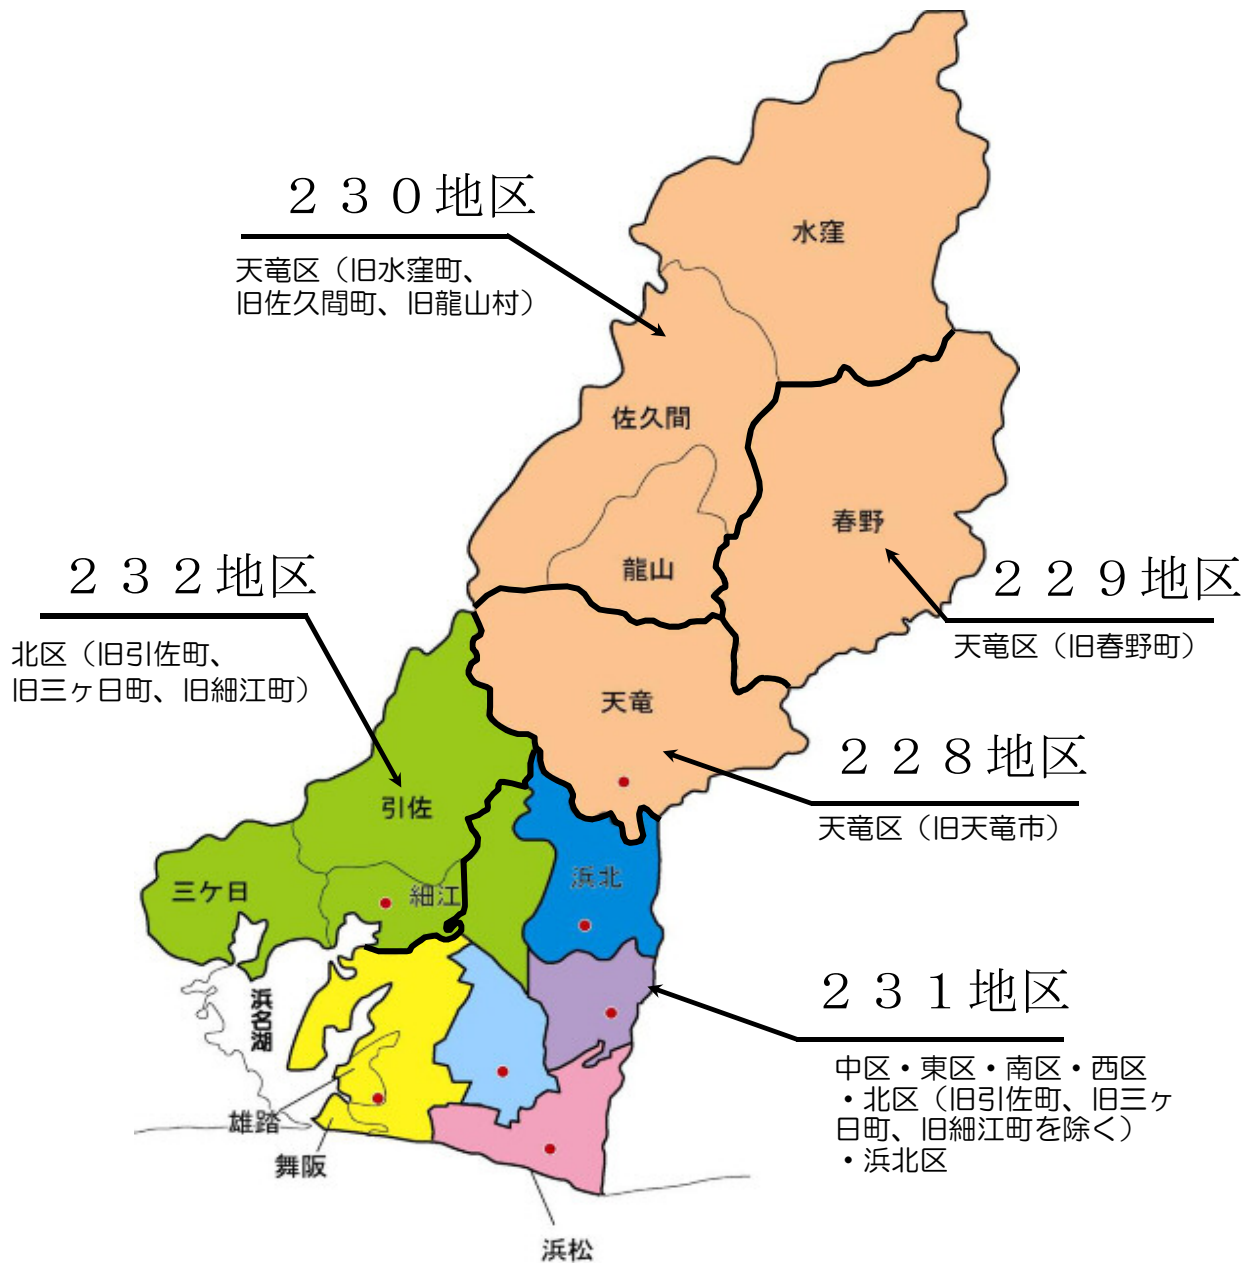 ２３０地区
天竜区（旧水窪町、
旧佐久間町、旧龍山村）
水窪
佐久間
春野
龍山
２３２地区
北区（旧引佐町、
旧三ヶ日町、旧細江町）
２２９地区
天竜区（旧春野町）
天竜
２２８地区
天竜区（旧天竜市）
引佐
三ケ日
細江
浜北
浜名湖
２３１地区
中区・東区・南区・西区
・北区（旧引佐町、旧三ヶ
日町、旧細江町を除く）
・浜北区
雄踏
舞阪
浜松